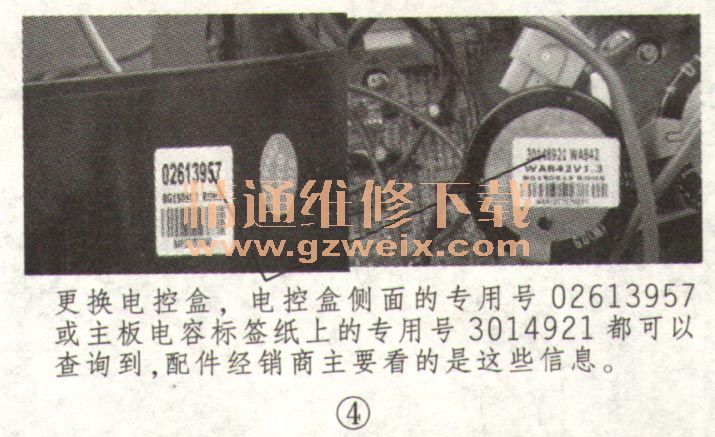 02613957
30148921 WA842
WA842V1.3
精通维修下载
www.gzweix.com
更换电控盒，电控盒侧面的专用号 02613957
或主板电容标签纸上的专用号 3014921 都可以
查询到,配件经销商主要看的是这些信息。
④